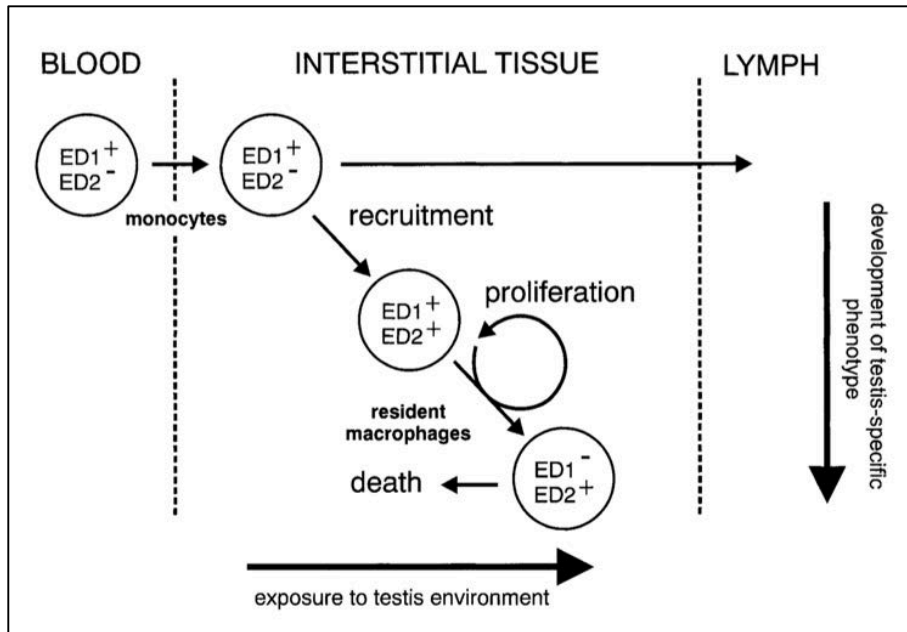 BLOOD
INTERSTITIAL TISSUE
LYMPH
ED1+
ED2-
ED1+
ED2-
monocytes
recruitment
ED1+
ED2+
proliferation
resident
macrophages
ED1-
ED2+
death
exposure to testis environment
development of testis-specific
phenotype